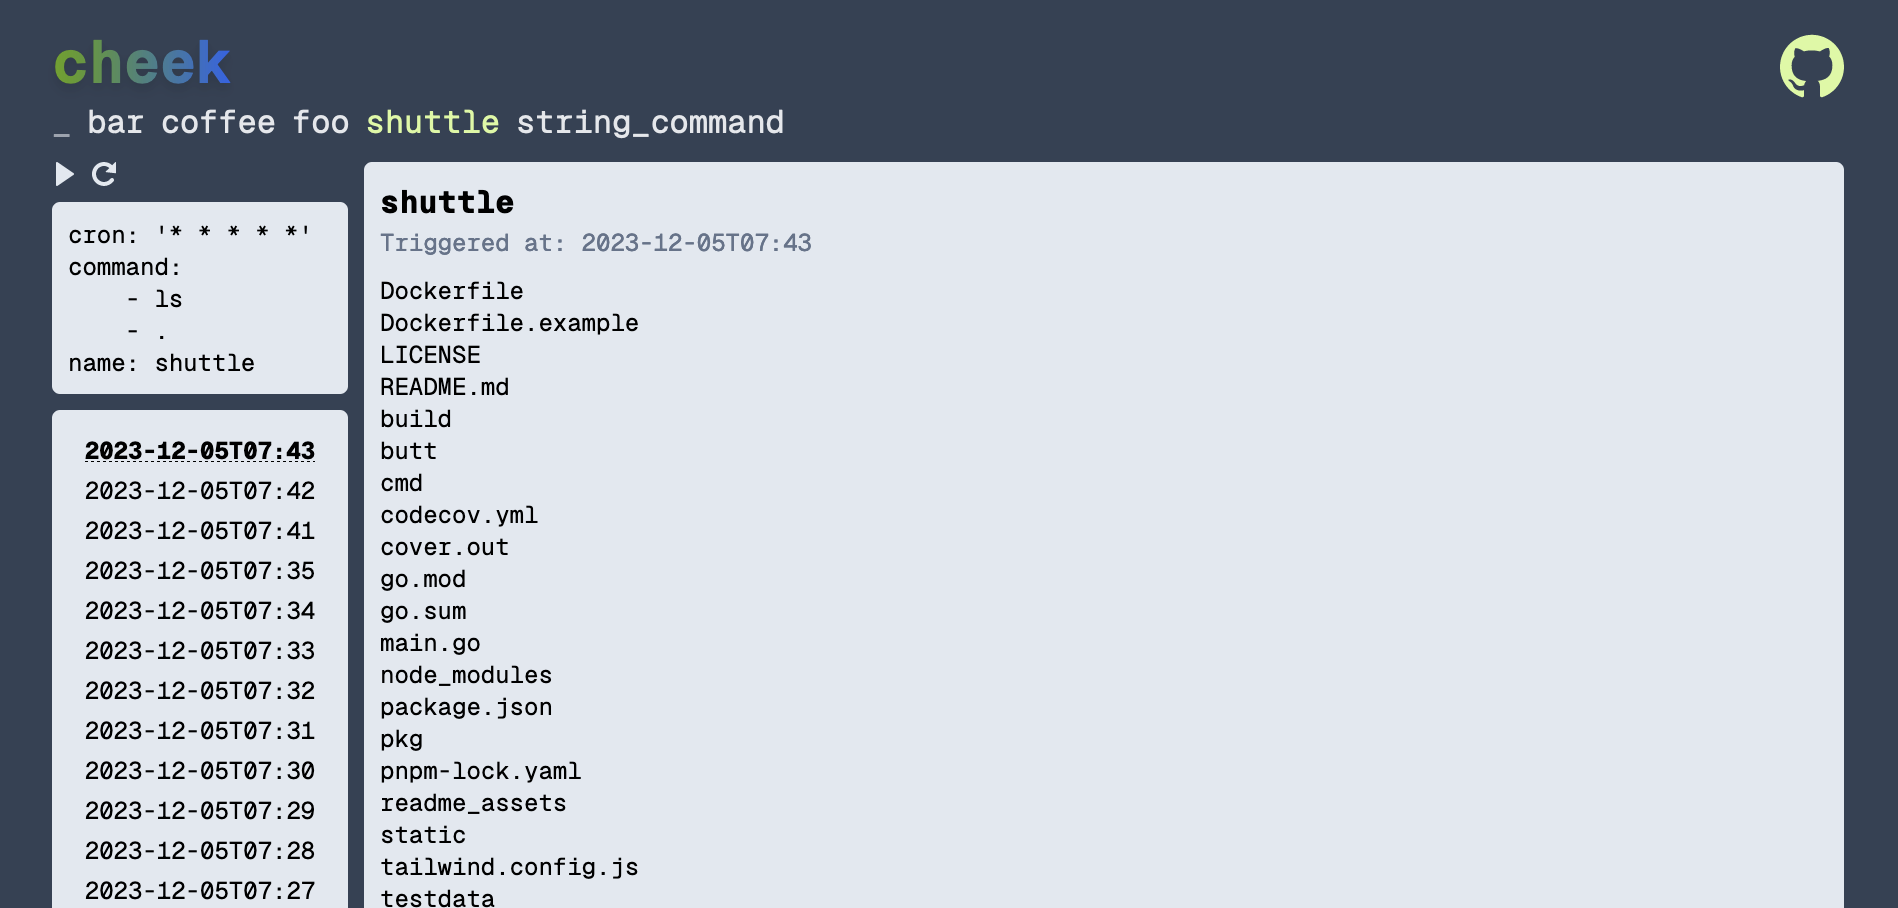 cheek
_ bar coffee foo shuttle string_command
cron: '* * * * *'
command:
    - ls
    - .
name: shuttle
2023-12-05T07:43
2023-12-05T07:42
2023-12-05T07:41
2023-12-05T07:35
2023-12-05T07:34
2023-12-05T07:33
2023-12-05T07:32
2023-12-05T07:31
2023-12-05T07:30
2023-12-05T07:29
2023-12-05T07:28
2023-12-05T07:27
shuttle
Triggered at: 2023-12-05T07:43
Dockerfile
Dockerfile.example
LICENSE
README.md
build
butt
cmd
codecov.yml
cover.out
go.mod
go.sum
main.go
node_modules
package.json
pkg
pnpm-lock.yaml
readme_assets
static
tailwind.config.js
testdata